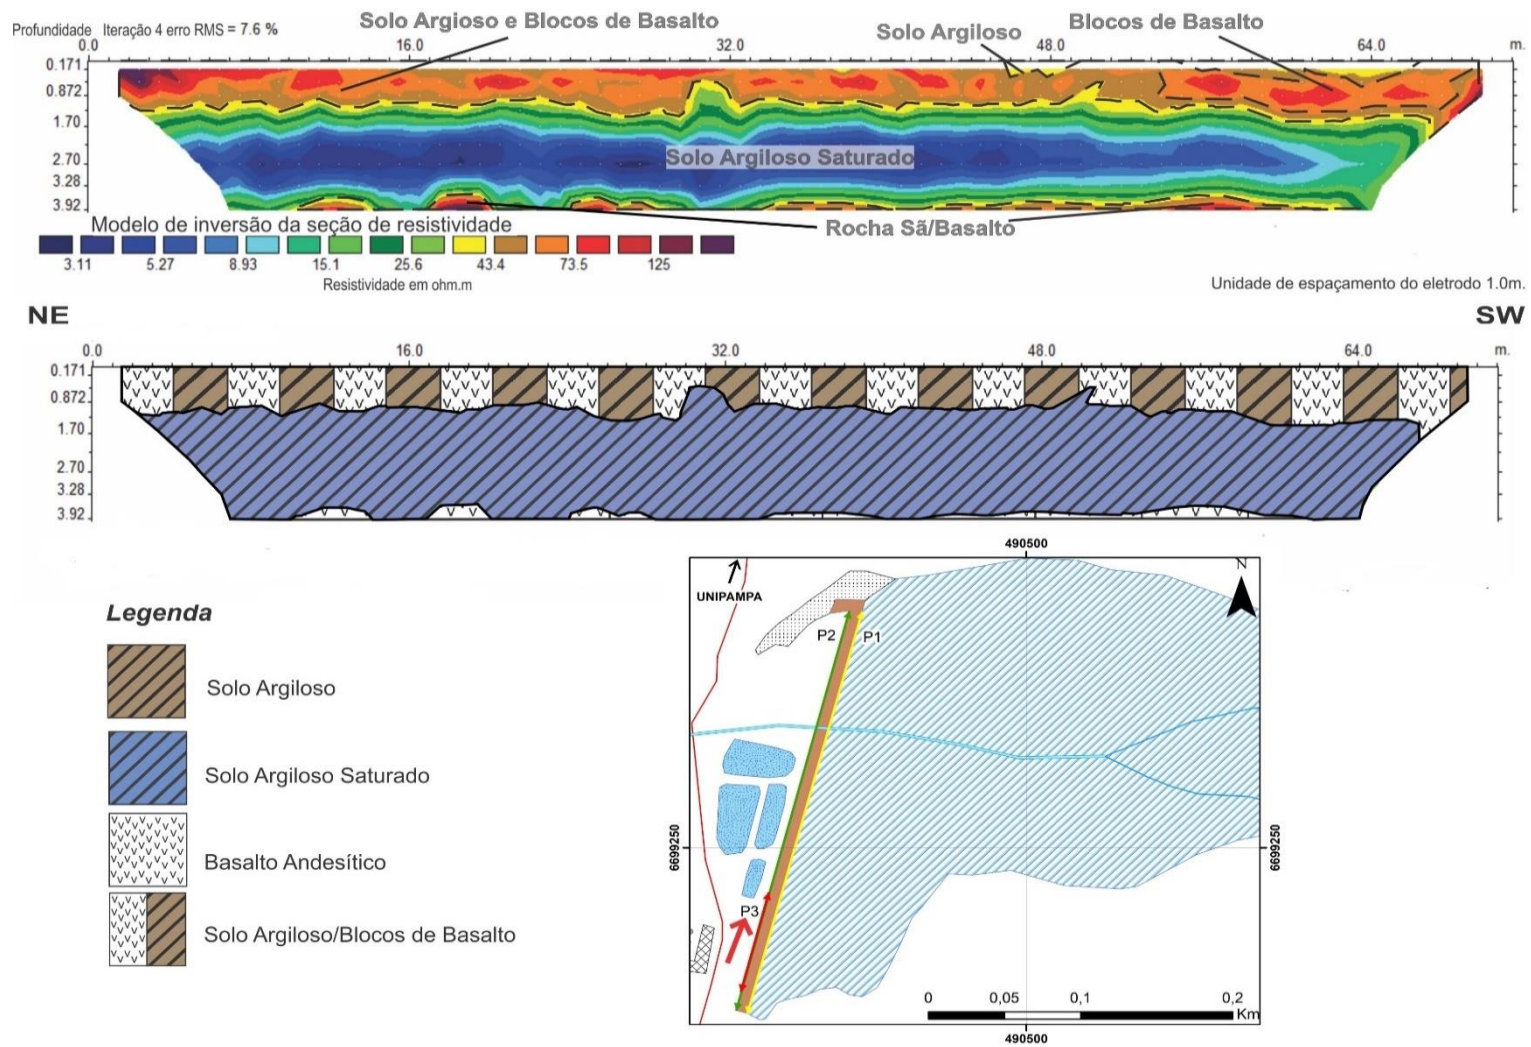 Solo Argioso e Blocos de Basalto
Blocos de Basalto
Solo Argiloso
Profundidade Iteração 4 erro RMS = 7.6 %
0.0 16.0 32.0 48.0 64.0 m.
0.171
0.872
1.70
2.70
3.28
3.92
Solo Argiloso Saturado
Rocha Sã/Basalto
Modelo de inversão da seção de resistividade
3.11 5.27 8.93 15.1 25.6 43.4 73.5 125
Resistividade em ohm.m
Unidade de espaçamento do eletrodo 1.0m.
NE SW
0.0 16.0 32.0 48.0 64.0 m.
0.171
0.872
1.70
2.70
3.28
3.92
Legenda
Solo Argiloso
Solo Argiloso Saturado
Basalto Andesítico
Solo Argiloso/Blocos de Basalto
490500
N
UNIPAMPA
P2 P1
6699250 6699250
P3
0 0,05 0,1 0,2
Km
490500